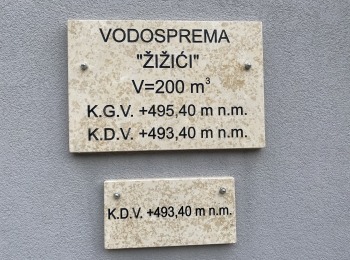 VODOSPREMA
"ŽIŽIĆI"
V=200 m³
K.G.V. +495,40 m n.m.
K.D.V. +493,40 m n.m.
K.D.V. +493,40 m n.m.